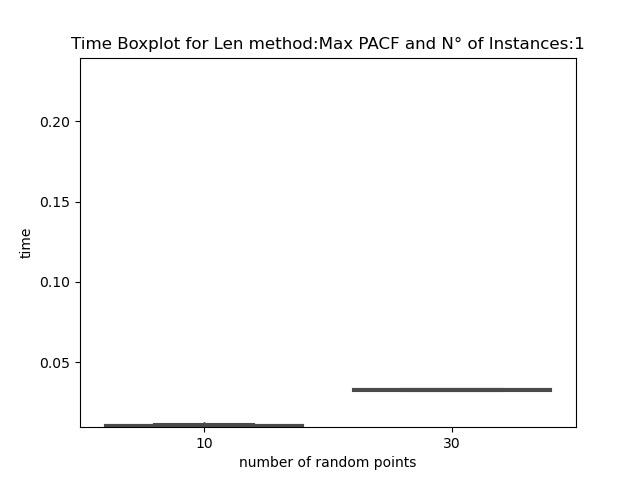 Time Boxplot for Len method:Max PACF and N° of Instances:1
0.20
0.15
time
0.10
0.05
10 30
number of random points